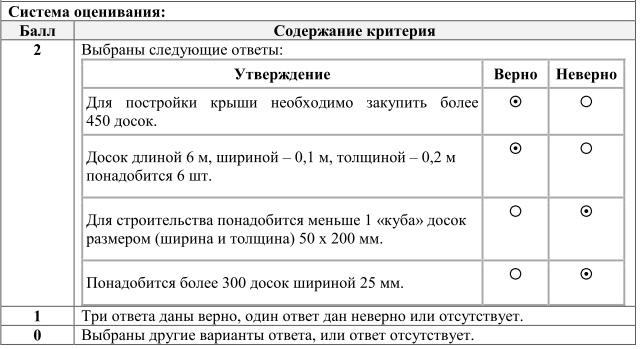 Система оценивания:
Балл Содержание критерия
2 Выбраны следующие ответы:
Утверждение Верно Неверно
Для постройки крыши необходимо закупить более
450 досок.
Досок длиной 6 м, шириной – 0,1 м, толщиной – 0,2 м
понадобится 6 шт.
Для строительства понадобится меньше 1 «куба» досок
размером (ширина и толщина) 50 х 200 мм.
Понадобится более 300 досок шириной 25 мм.
1 Три ответа даны верно, один ответ дан неверно или отсутствует.
0 Выбраны другие варианты ответа, или ответ отсутствует.